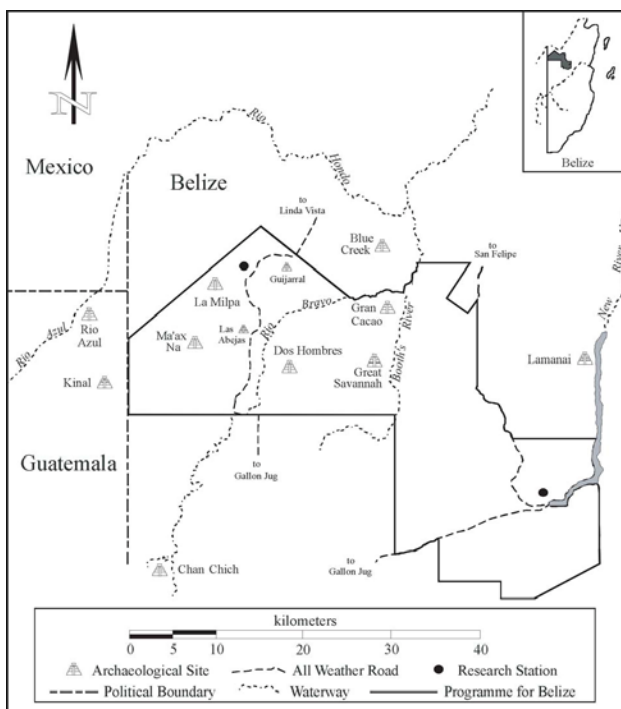 N
Mexico
Belize
Rio
Hondo
Belize
to
Linda Vista
Blue
Creek
to
San Felipe
New
River
Guijarral
La Milpa
Bravo
Rio
Gran
Cacao
River
Booth's
Rio
Azul
Rio
Azul
Ma'ax
Na
Las
Abejas
Dos Hombres
Great
Savannah
Lamanai
Kinal
Guatemala
to
Gallon Jug
to
Gallon Jug
Chan Chich
kilometers
0 5 10 20 30 40
Archaeological Site
All Weather Road
Research Station
Political Boundary
Waterway
Programme for Belize